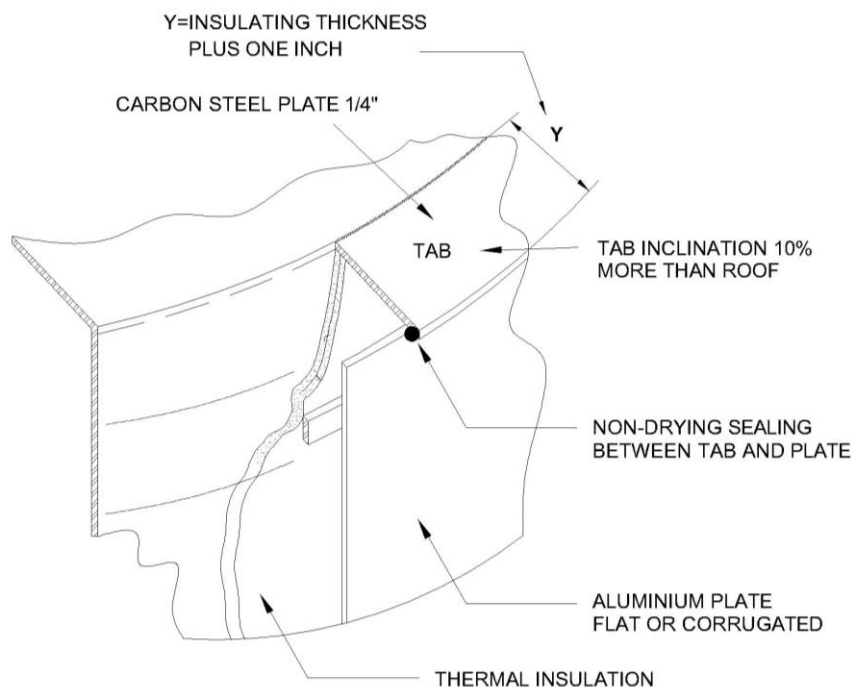 Y=INSULATING THICKNESS
PLUS ONE INCH
CARBON STEEL PLATE 1/4"
Y
TAB
TAB INCLINATION 10%
MORE THAN ROOF
NON-DRYING SEALING
BETWEEN TAB AND PLATE
ALUMINIUM PLATE
FLAT OR CORRUGATED
THERMAL INSULATION